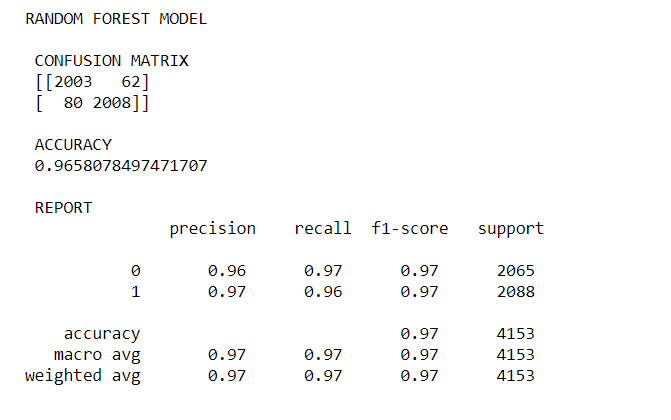 RANDOM FOREST MODEL
CONFUSION MATRIX
[[2003   62]
[  80 2008]]
ACCURACY
0.9658078497471707
REPORT
precision    recall  f1-score   support
0       0.96      0.97      0.97      2065
1       0.97      0.96      0.97      2088
accuracy                           0.97      4153
macro avg       0.97      0.97      0.97      4153
weighted avg       0.97      0.97      0.97      4153